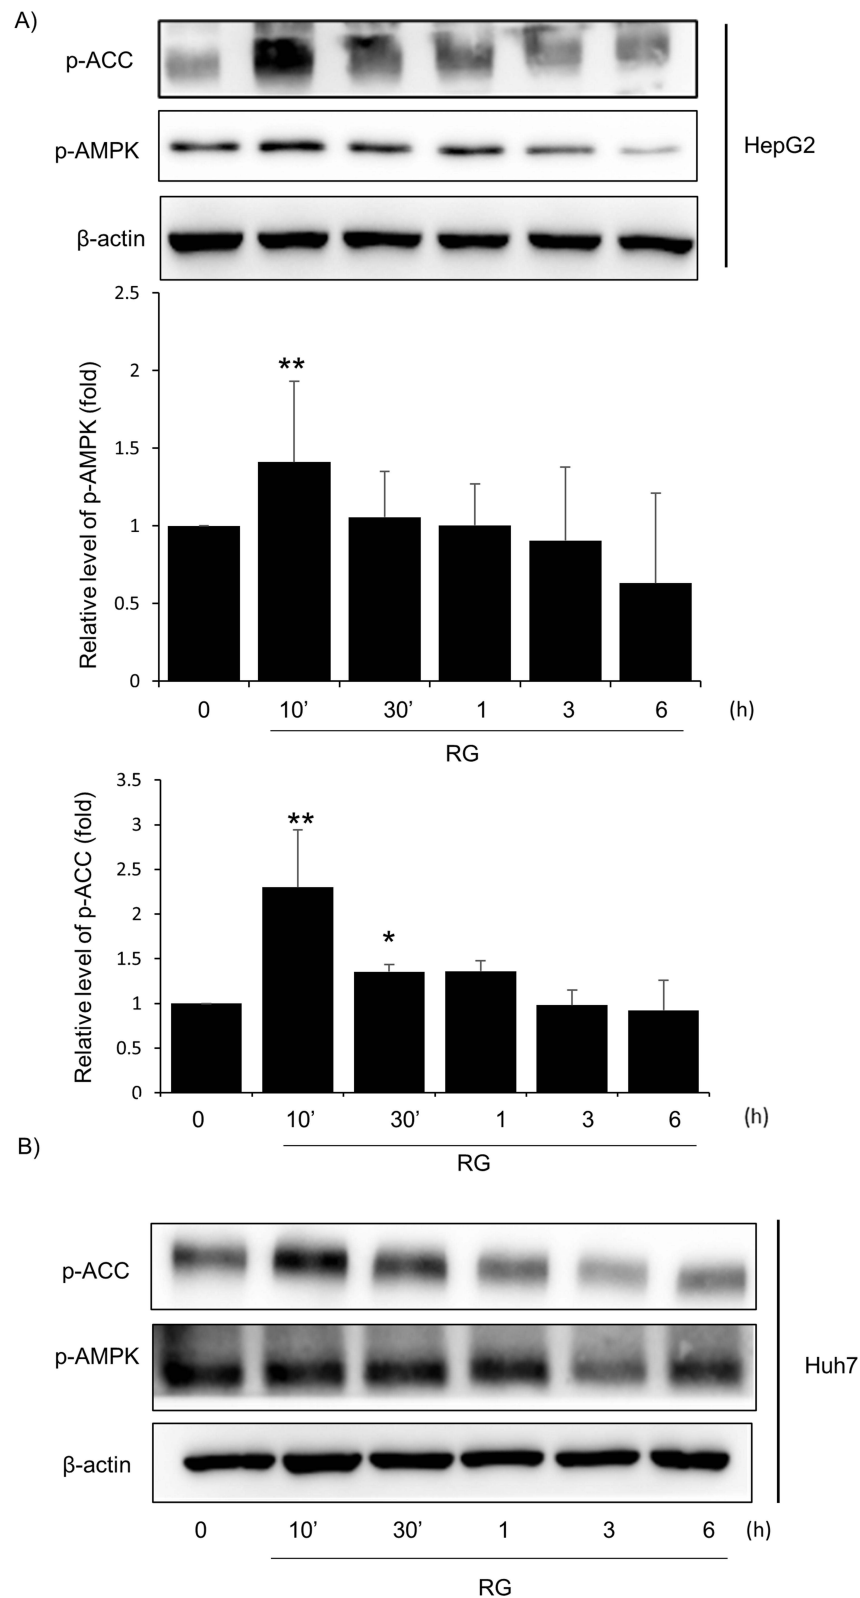 A)
p-ACC
p-AMPK
HepG2
β-actin
Relative level of p-AMPK (fold)
2.5
2
1.5
1
0.5
0
**
0 10’ 30’ 1 3 6 (h)
RG
Relative level of p-ACC (fold)
3.5
3
2.5
2
1.5
1
0.5
0
**
*
0 10’ 30’ 1 3 6 (h)
RG
B)
p-ACC
p-AMPK
Huh7
β-actin
0 10’ 30’ 1 3 6 (h)
RG